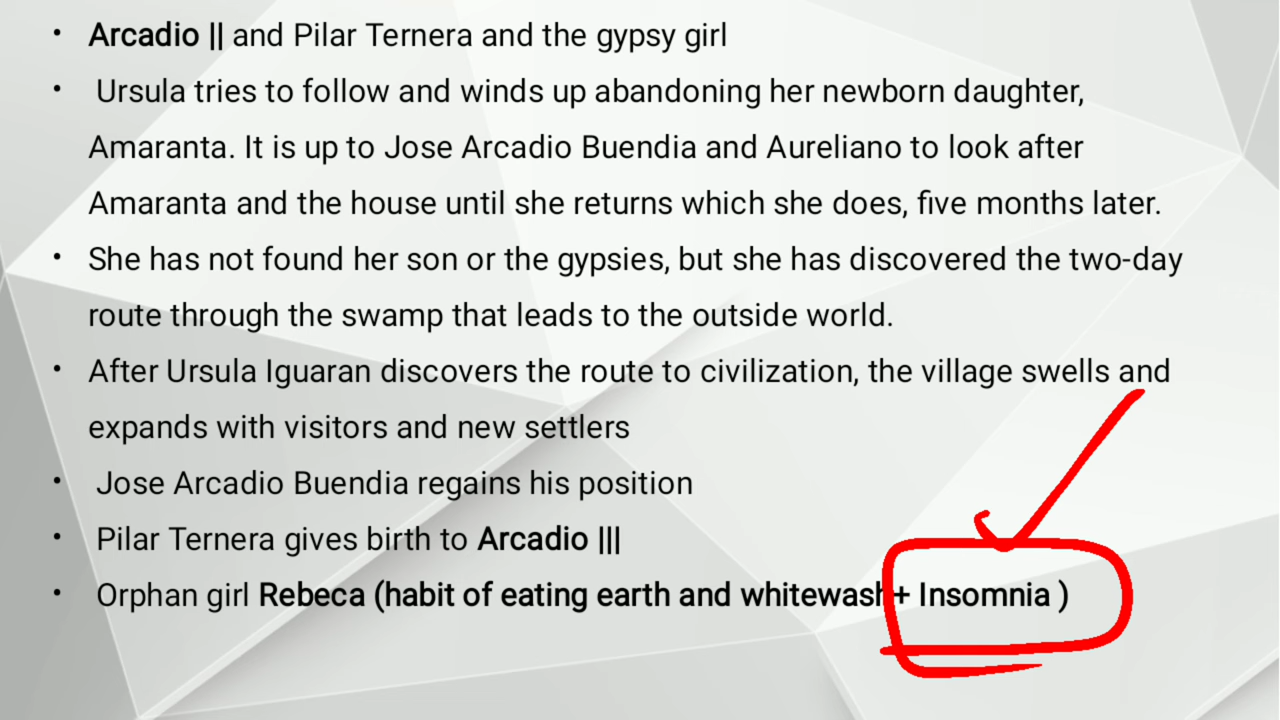 • Arcadio || and Pilar Ternera and the gypsy girl
• Ursula tries to follow and winds up abandoning her newborn daughter,
Amaranta. It is up to Jose Arcadio Buendia and Aureliano to look after
Amaranta and the house until she returns which she does, five months later.
• She has not found her son or the gypsies, but she has discovered the two-day
route through the swamp that leads to the outside world.
• After Ursula Iguaran discovers the route to civilization, the village swells and
expands with visitors and new settlers
• Jose Arcadio Buendia regains his position
• Pilar Ternera gives birth to Arcadio |||
• Orphan girl Rebeca (habit of eating earth and whitewash+ Insomnia )